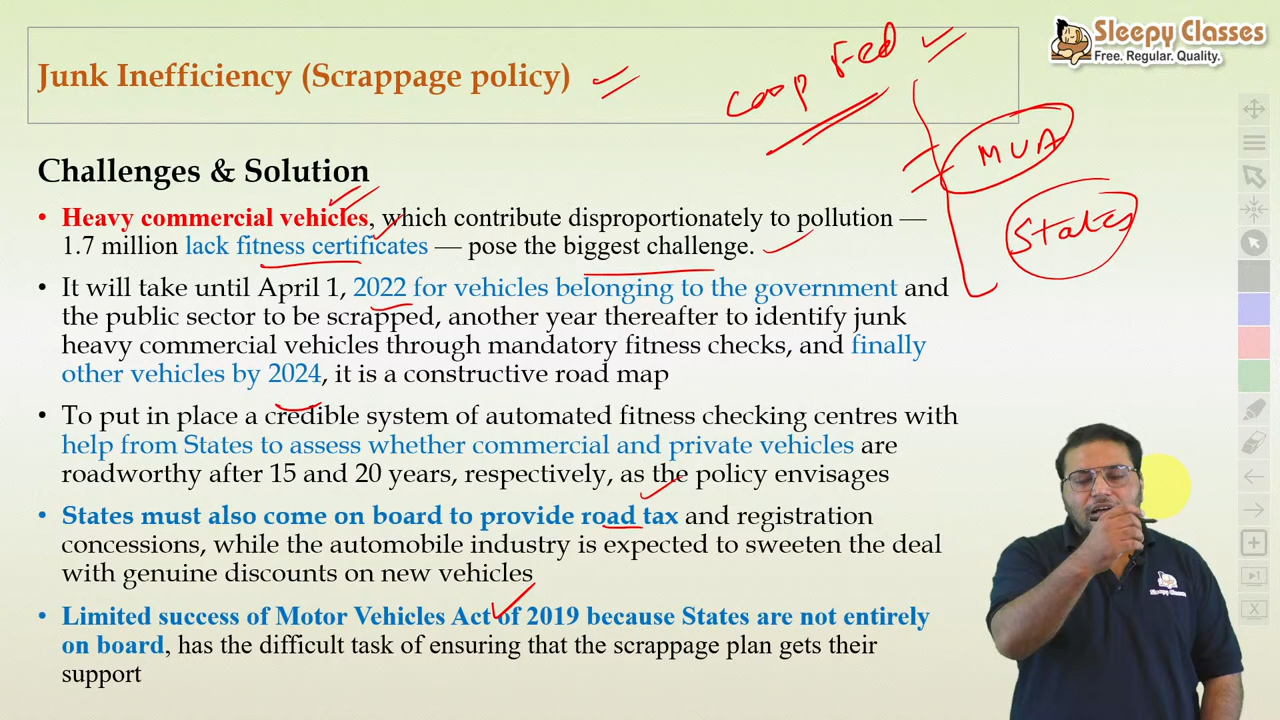 Junk Inefficiency (Scrappage policy)
Coop Fed
Sleepy Classes
Free. Regular. Quality.
MVA
States
Challenges & Solution
• Heavy commercial vehicles, which contribute disproportionately to pollution —
1.7 million lack fitness certificates — pose the biggest challenge.
• It will take until April 1, 2022 for vehicles belonging to the government and
the public sector to be scrapped, another year thereafter to identify junk
heavy commercial vehicles through mandatory fitness checks, and finally
other vehicles by 2024, it is a constructive road map
• To put in place a credible system of automated fitness checking centres with
help from States to assess whether commercial and private vehicles are
roadworthy after 15 and 20 years, respectively, as the policy envisages
• States must also come on board to provide road tax and registration
concessions, while the automobile industry is expected to sweeten the deal
with genuine discounts on new vehicles
• Limited success of Motor Vehicles Act of 2019 because States are not entirely
on board, has the difficult task of ensuring that the scrappage plan gets their
support